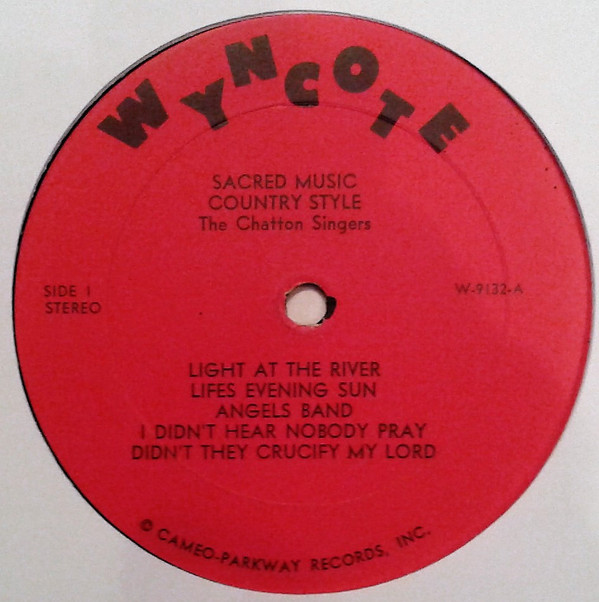 WYNCOTE
SACRED MUSIC
COUNTRY STYLE
The Chatton Singers
SIDE 1
STEREO
W-9132-A
LIGHT AT THE RIVER
LIFES EVENING SUN
ANGELS BAND
I DIDN'T HEAR NOBODY PRAY
DIDN'T THEY CRUCIFY MY LORD
© CAMEO-PARKWAY RECORDS, INC.